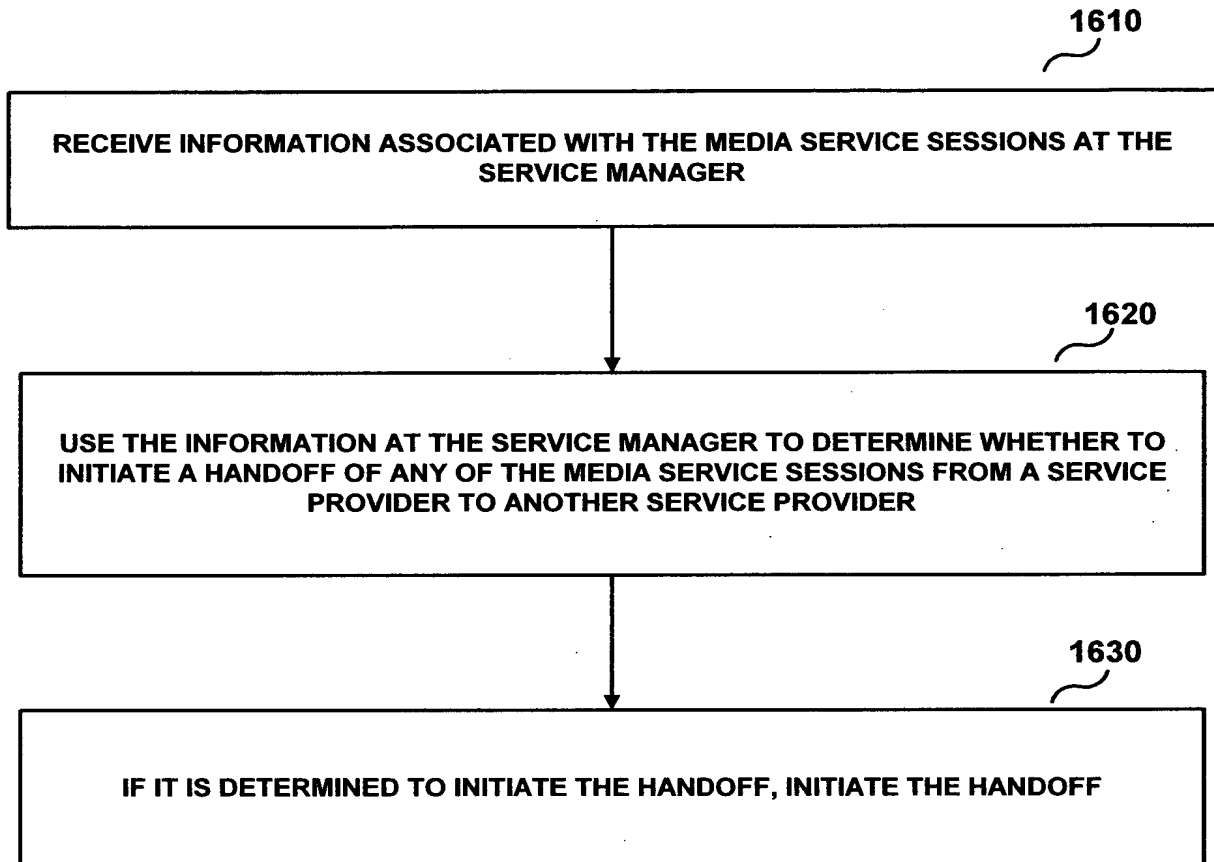 1610
RECEIVE INFORMATION ASSOCIATED WITH THE MEDIA SERVICE SESSIONS AT THE
SERVICE MANAGER
1620
USE THE INFORMATION AT THE SERVICE MANAGER TO DETERMINE WHETHER TO
INITIATE A HANDOFF OF ANY OF THE MEDIA SERVICE SESSIONS FROM A SERVICE
PROVIDER TO ANOTHER SERVICE PROVIDER
1630
IF IT IS DETERMINED TO INITIATE THE HANDOFF, INITIATE THE HANDOFF